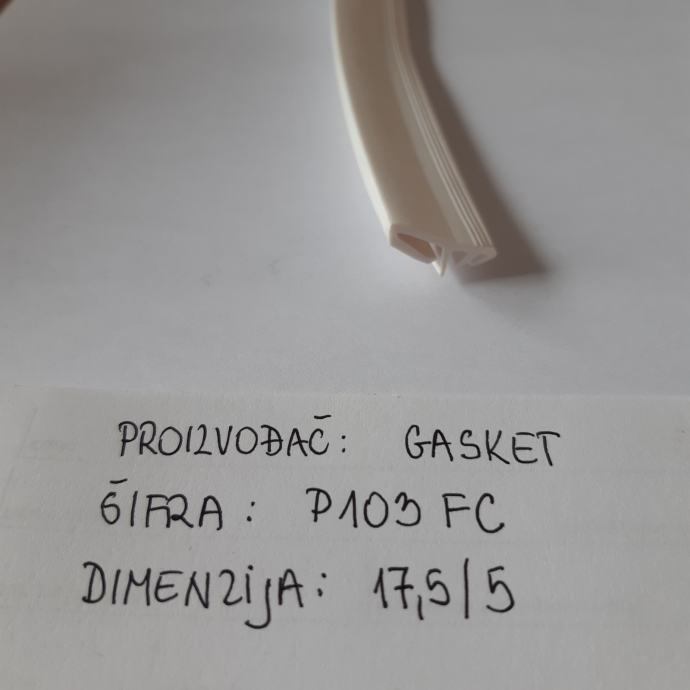 PROIZVOĐAČ: GASKET
ŠIFRA: P103 FC
DIMENZIjA: 17,5/5